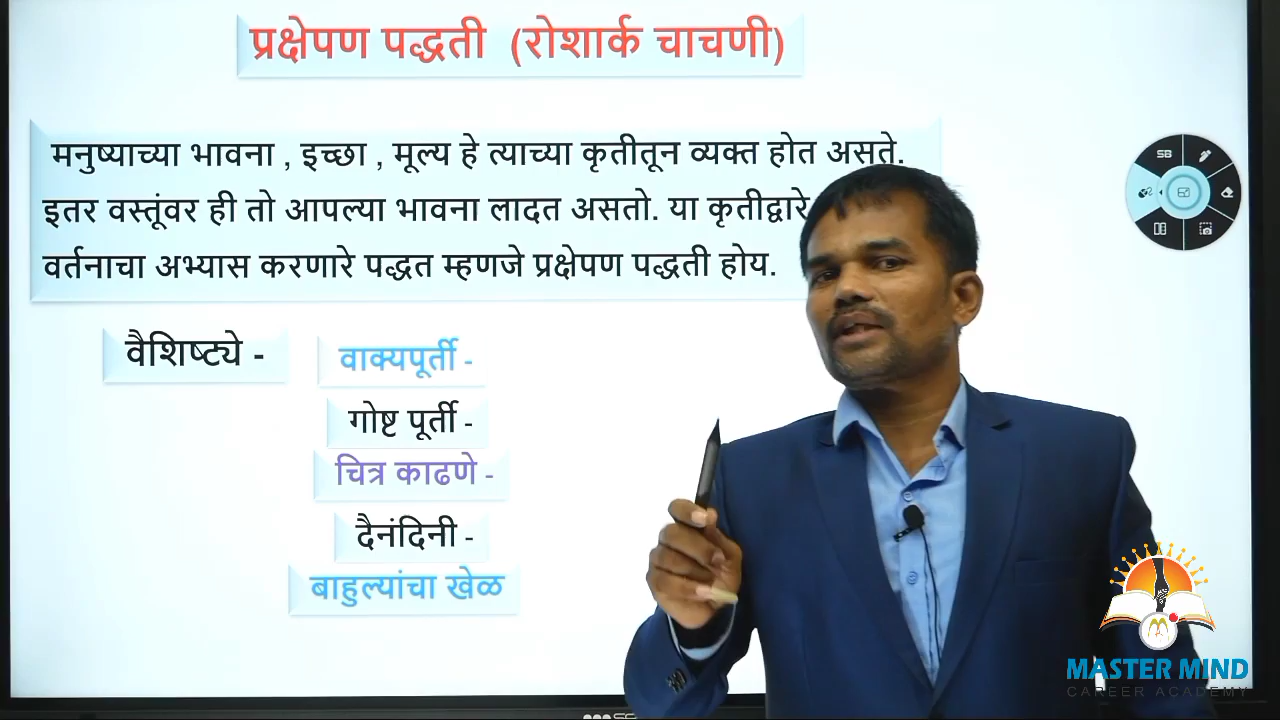 प्रक्षेपण पद्धती (रोशार्क चाचणी)
मनुष्याच्या भावना , इच्छा , मूल्य हे त्याच्या कृतीतून व्यक्त होत असते.
इतर वस्तूंवर ही तो आपल्या भावना लादत असतो. या कृतीद्वारे
वर्तनाचा अभ्यास करणारे पद्धत म्हणजे प्रक्षेपण पद्धती होय.
वैशिष्ट्ये -
वाक्यपूर्ती -
गोष्ट पूर्ती -
चित्र काढणे -
दैनंदिनी -
बाहुल्यांचा खेळ
SB
MASTER MIND
CAREER ACADEMY